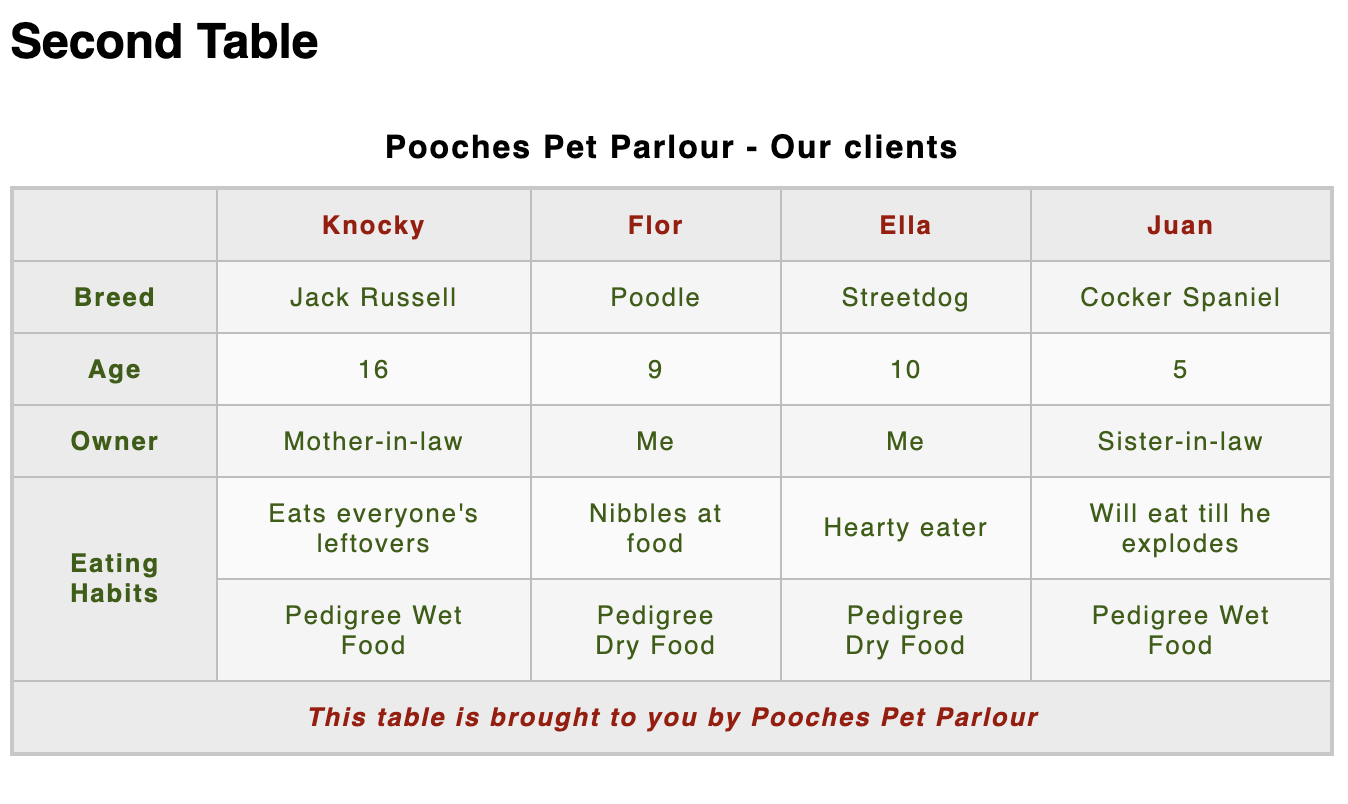 Second Table
Pooches Pet Parlour - Our clients
Knocky Flor Ella Juan
Breed Jack Russell Poodle Streetdog Cocker Spaniel
Age 16 9 10 5
Owner Mother-in-law Me Me Sister-in-law
Eating
Habits
Eats everyone's
leftovers
Nibbles at
food
Hearty eater
Will eat till he
explodes
Pedigree Wet
Food
Pedigree
Dry Food
Pedigree
Dry Food
Pedigree Wet
Food
This table is brought to you by Pooches Pet Parlour